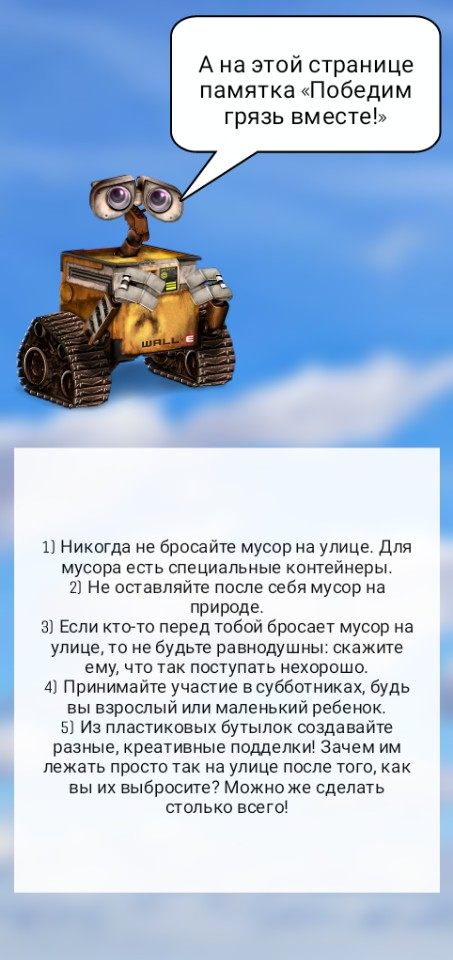 А на этой странице
памятка «Победим
грязь вместе!»
WALL·E
1) Никогда не бросайте мусор на улице. Для
мусора есть специальные контейнеры.
2) Не оставляйте после себя мусор на
природе.
3) Если кто-то перед тобой бросает мусор на
улице, то не будьте равнодушны: скажите
ему, что так поступать нехорошо.
4) Принимайте участие в субботниках, будь
вы взрослый или маленький ребенок.
5) Из пластиковых бутылок создавайте
разные, креативные подделки! Зачем им
лежать просто так на улице после того, как
вы их выбросите? Можно же сделать
столько всего!